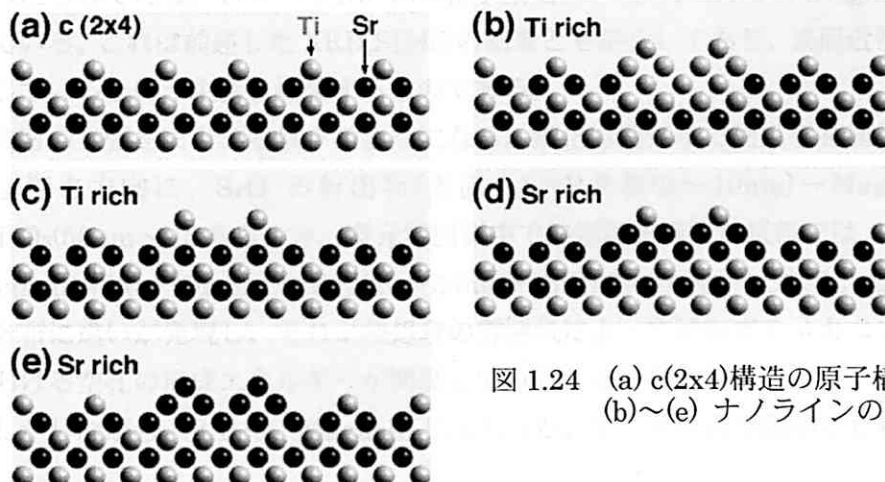 (a) c (2x4)
Ti Sr
(b) Ti rich
(c) Ti rich
(d) Sr rich
(e) Sr rich
図 1.24 (a) c(2x4)構造の原子
(b)～(e) ナノラインの